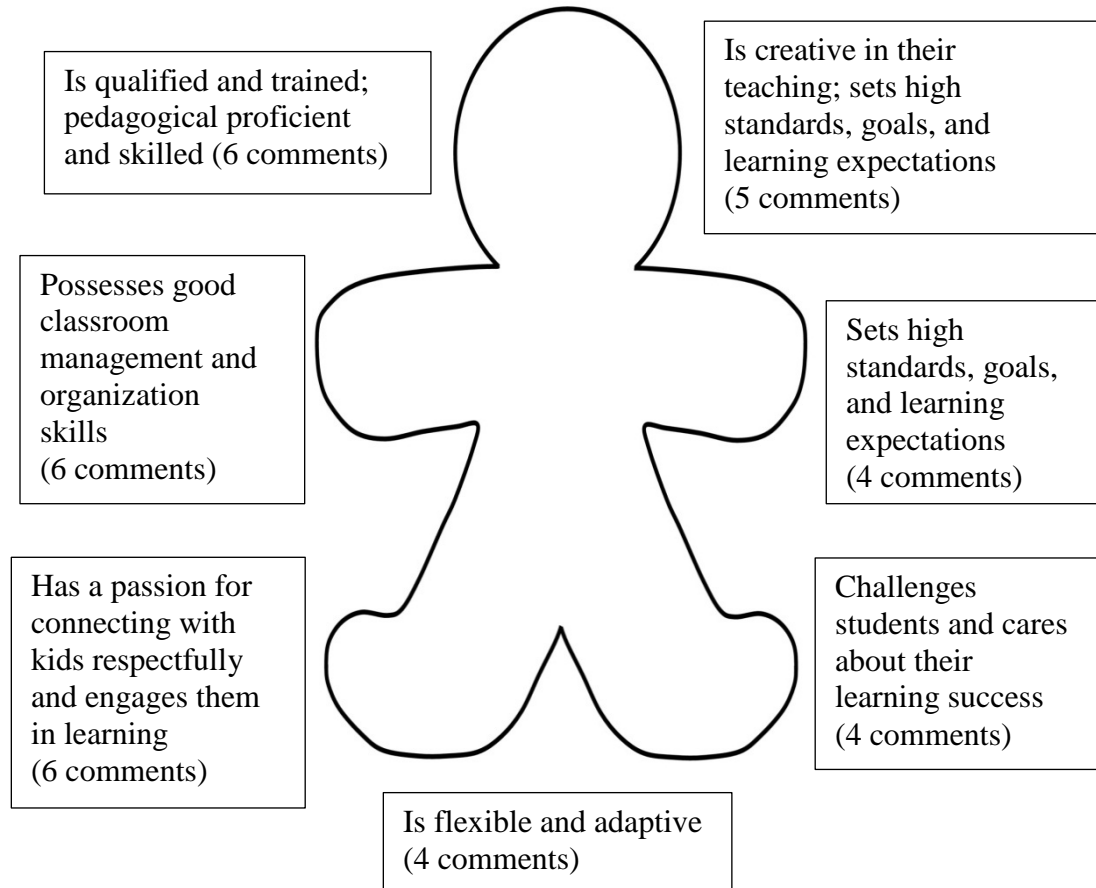 Is qualified and trained;
pedagogical proficient
and skilled (6 comments)
Is creative in their
teaching; sets high
standards, goals, and
learning expectations
(5 comments)
Possesses good
classroom
management and
organization
skills
(6 comments)
Sets high
standards, goals,
and learning
expectations
(4 comments)
Has a passion for
connecting with
kids respectfully
and engages them
in learning
(6 comments)
Challenges
students and cares
about their
learning success
(4 comments)
Is flexible and adaptive
(4 comments)